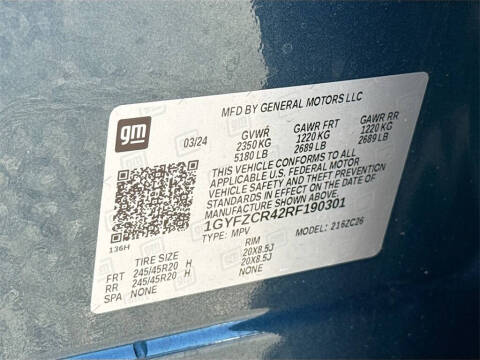 gm
MFD BY GENERAL MOTORS LLC
03/24 GVWR GAWR FRT GAWR RR
2350 KG 1220 KG 1220 KG
5180 LB 2689 LB 2689 LB
THIS VEHICLE CONFORMS TO ALL
APPLICABLE U.S. FEDERAL MOTOR
VEHICLE SAFETY AND THEFT PREVENTION
STANDARDS IN EFFECT ON THE DATE OF
MANUFACTURE SHOWN ABOVE.
1GYFZCR42RF190301
136H TYPE: MPV MODEL: 216ZC26
TIRE SIZE RIM
FRT 245/45R20 H 20X8.5J
RR 245/45R20 H 20X8.5J
SPA NONE NONE